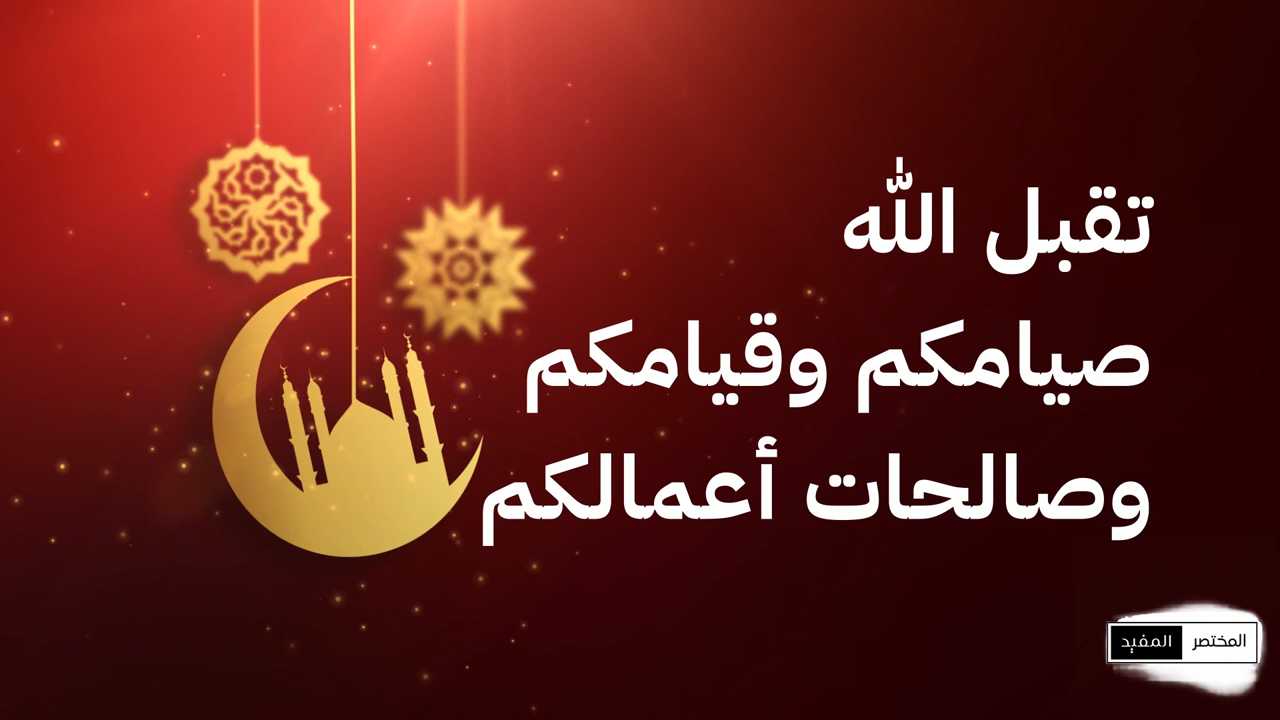 تقبل الله
صيامكم وقيامكم
وصالحات أعمالكم
المختصر المفيد